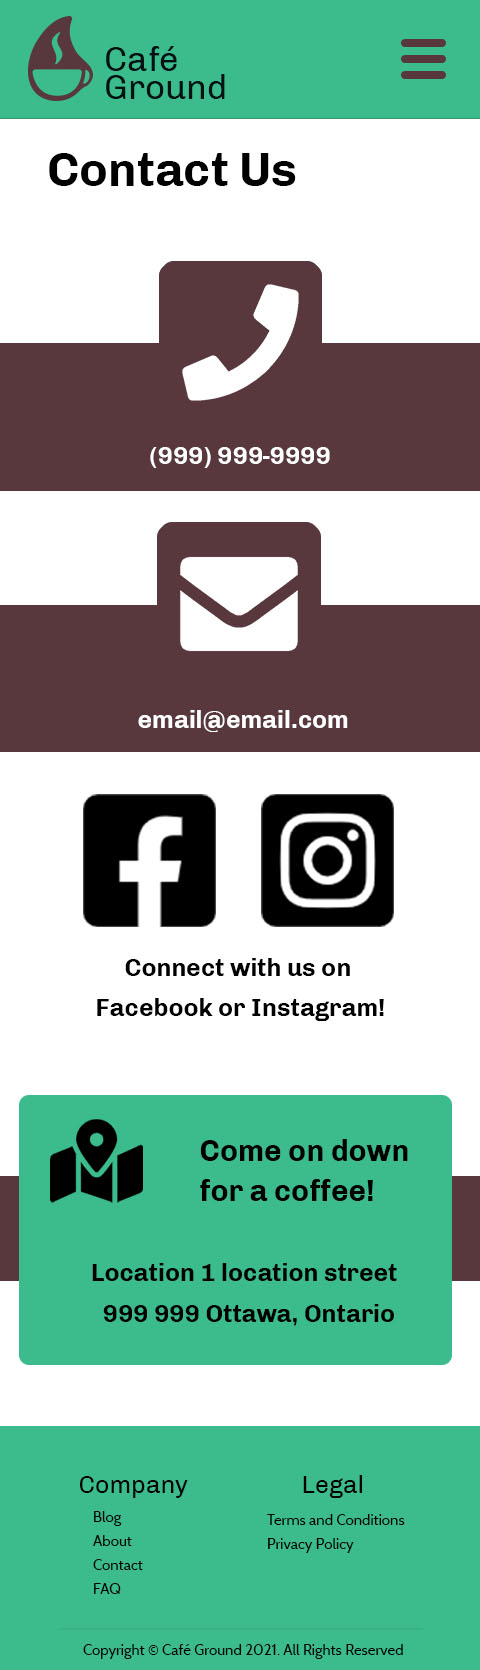 Café
Ground
Contact Us
(999) 999-9999
email@email.com
Connect with us on
Facebook or Instagram!
Come on down
for a coffee!
Location 1 location street
999 999 Ottawa, Ontario
Company
Blog
About
Contact
FAQ
Legal
Terms and Conditions
Privacy Policy
Copyright © Café Ground 2021. All Rights Reserved